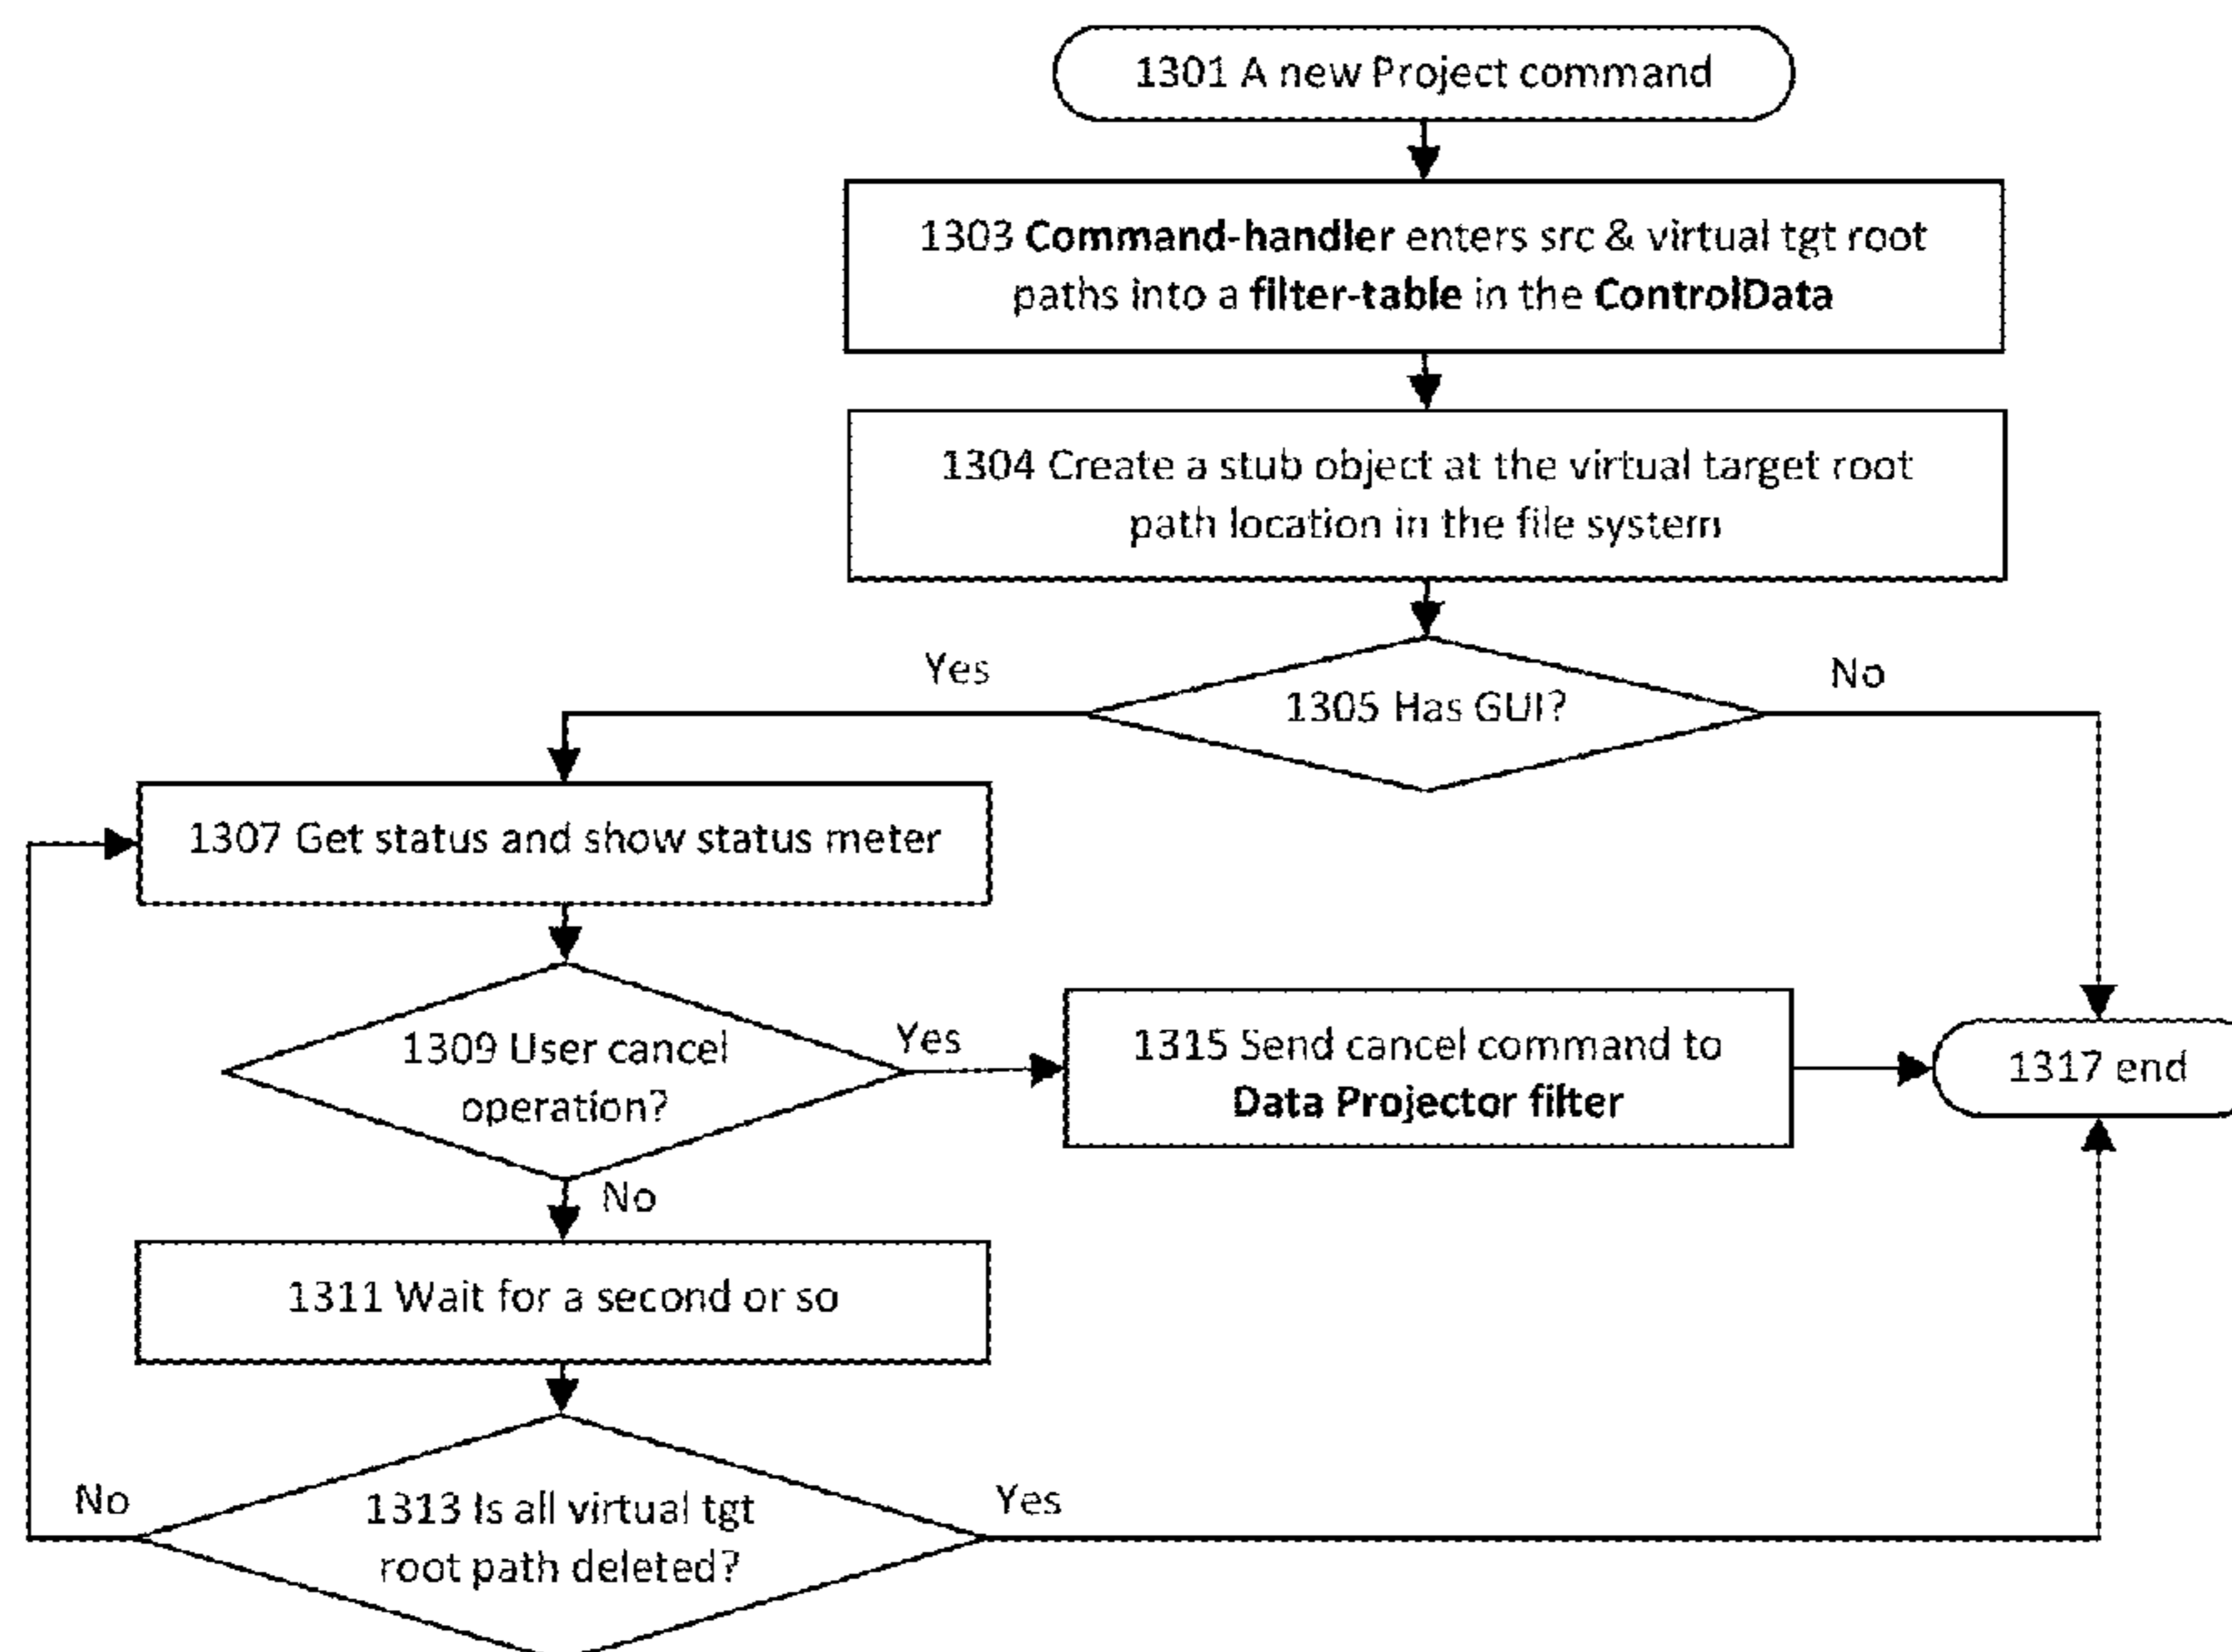 1301 A new Project command
1303 Command-handler enters src & virtual tgt root
paths into a filter-table in the ControlData
1304 Create a stub object at the virtual target root
path location in the file system
Yes
No
1305 Has GUI?
1307 Get status and show status meter
1309 User cancel
operation?
Yes
1315 Send cancel command to
Data Projector filter
1317 end
No
1311 Wait for a second or so
No
1313 Is all virtual tgt
root path deleted?
Yes